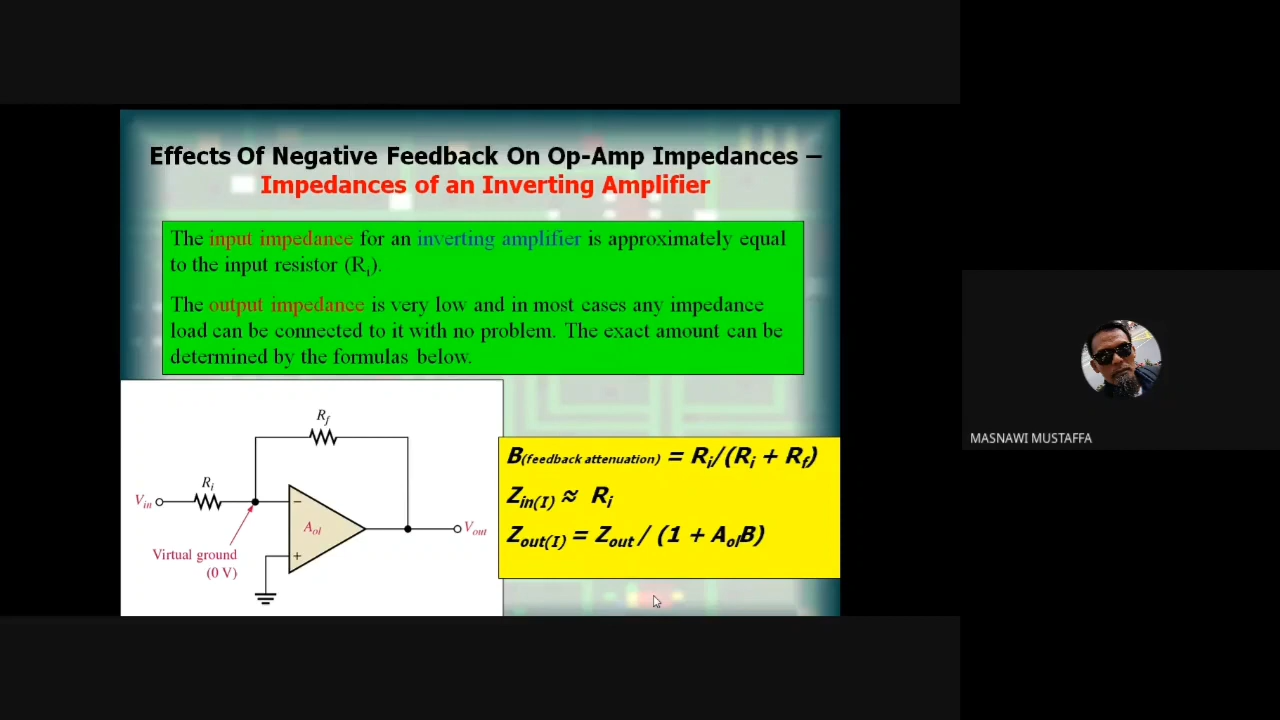 Effects Of Negative Feedback On Op-Amp Impedances –
Impedances of an Inverting Amplifier
The input impedance for an inverting amplifier is approximately equal
to the input resistor (Ri).
The output impedance is very low and in most cases any impedance
load can be connected to it with no problem. The exact amount can be
determined by the formulas below.
Rf
Ri
Vin
−
Aol
+
Vout
Virtual ground
(0 V)
B(feedback attenuation) = Ri/(Ri + Rf)
Zin(I) ≈ Ri
Zout(I) = Zout / (1 + AolB)
MASNAWI MUSTAFFA